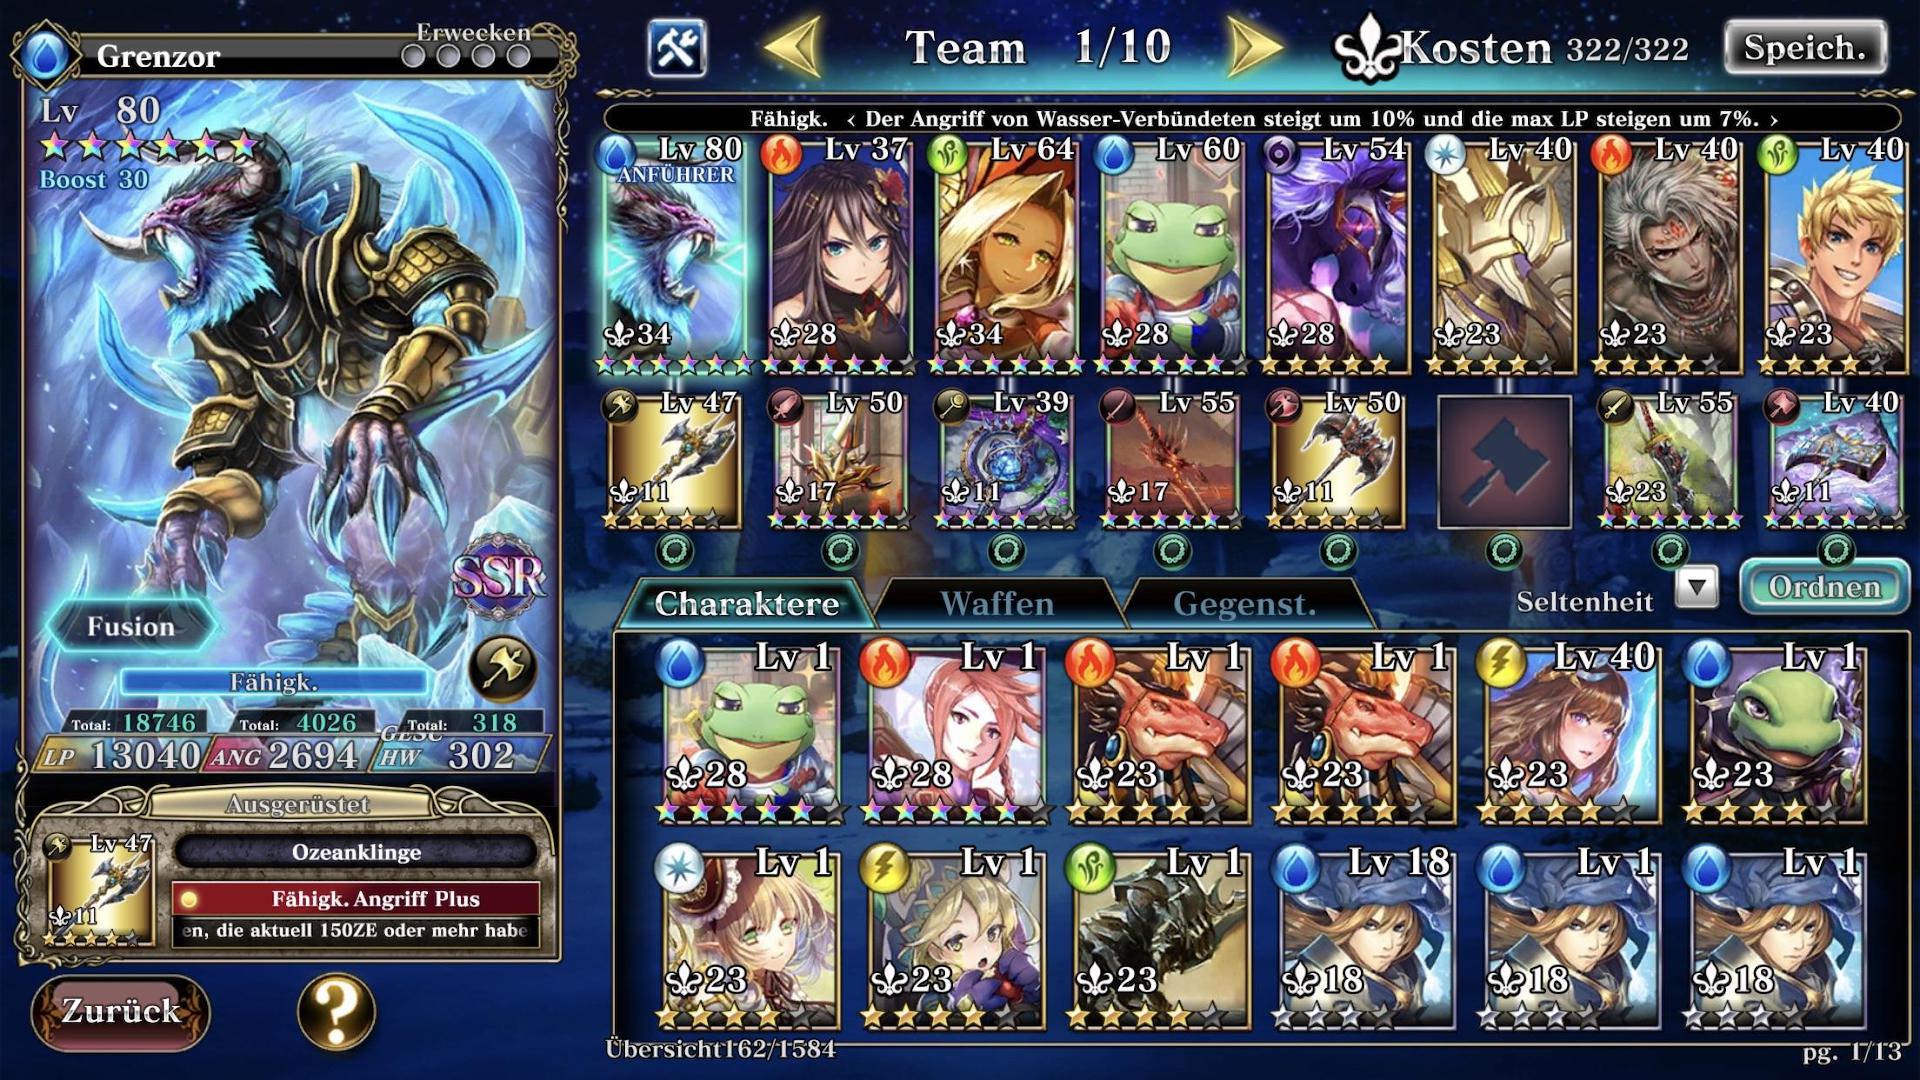 Grenzor
Erwecken
Lv 80
Boost 30
SSR
Fusion
Fähigk.
Total: 18746 Total: 4026 Total: 318
LP 13040 ANG 2694 GESC HW 302
Ausgerüstet
Lv 47
11
Ozeanklinge
Fähigk. Angriff Plus
en, die aktuell 150ZE oder mehr habe
Zurück
?
Team 1/10
Kosten 322/322
Speich.
Fähigk. < Der Angriff von Wasser-Verbündeten steigt um 10% und die max LP steigen um 7%. >
Lv 80 Lv 37 Lv 64 Lv 60 Lv 54 Lv 40 Lv 40 Lv 40
ANFÜHRER
34 28 34 28 28 23 23 23
Lv 47 Lv 50 Lv 39 Lv 55 Lv 50 Lv 55 Lv 40
11 17 11 17 11 23 11
Charaktere Waffen Gegenst.
Seltenheit
Ordnen
Lv 1 Lv 1 Lv 1 Lv 1 Lv 40 Lv 1
28 28 23 23 23 23
Lv 1 Lv 1 Lv 1 Lv 18 Lv 1 Lv 1
23 23 23 18 18 18
Übersicht162/1584
pg. 1/13